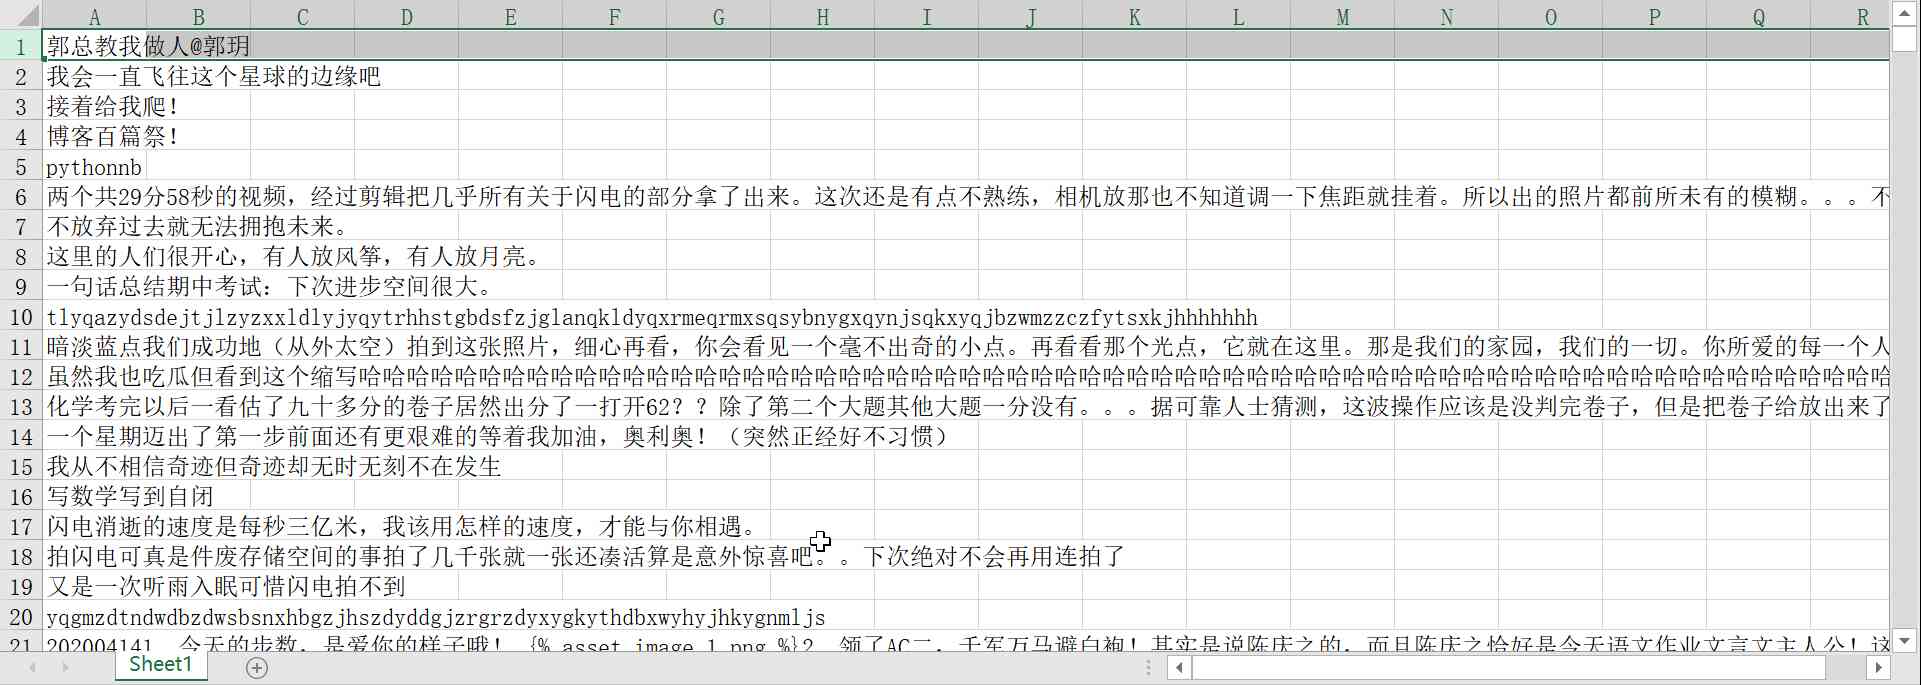 A B C D E F G H I J K L M N O P Q R
1 郭总教我做人@郭玥
2 我会一直飞往这个星球的边缘吧
3 接着给我爬！
4 博客百篇祭！
5 pythonnb
6 两个共29分58秒的视频，经过剪辑把几乎所有关于闪电的部分拿了出来。这次还是有点不熟练，相机放那也不知道调一下焦距就挂着。所以出的照片都前所未有的模糊。。。不
7 不放弃过去就无法拥抱未来。
8 这里的人们很开心，有人放风筝，有人放月亮。
9 一句话总结期中考试：下次进步空间很大。
10 tlyqazydsdejtjlzyzxxldlyjyqytrhhstgbdsfzjglanqkldyqxrmeqrmxsqsybnygxqynjsqkxyqjbzwmzzczfytsxkjhhhhhhh
11 暗淡蓝点我们成功地（从外太空）拍到这张照片，细心再看，你会看见一个毫不出奇的小点。再看看那个光点，它就在这里。那是我们的家园，我们的一切。你所爱的每一个人
12 虽然我也吃瓜但看到这个缩写哈哈哈哈哈哈哈哈哈哈哈哈哈哈哈哈哈哈哈哈哈哈哈哈哈哈哈哈哈哈哈哈哈哈哈哈哈哈哈哈哈哈哈哈哈哈哈哈哈哈哈哈哈哈哈哈哈哈哈哈哈哈哈哈
13 化学考完以后一看估了九十多分的卷子居然出分了一打开62？？除了第二个大题其他大题一分没有。。。据可靠人士猜测，这波操作应该是没判完卷子，但是把卷子给放出来了
14 一个星期迈出了第一步前面还有更艰难的等着我加油，奥利奥！（突然正经好不习惯）
15 我从不相信奇迹但奇迹却无时无刻不在发生
16 写数学写到自闭
17 闪电消逝的速度是每秒三亿米，我该用怎样的速度，才能与你相遇。
18 拍闪电可真是件废存储空间的事拍了几千张就一张还凑活算是意外惊喜吧。。下次绝对不会再用连拍了
19 又是一次听雨入眠可惜闪电拍不到
20 yqgmzdtndwdbzdwsbsnxhbgzjhszdyddgjzrgrzdyxygkythdbxwyhyjhkygnmljs
21 202004141、今天的步数，是爱你的样子哦！ {% asset_image 1.png %}2、领了AC二，千军万马避白袍！其实是说陈庆之的，而且陈庆之恰好是今天语文作业文言文主人公！这
Sheet1